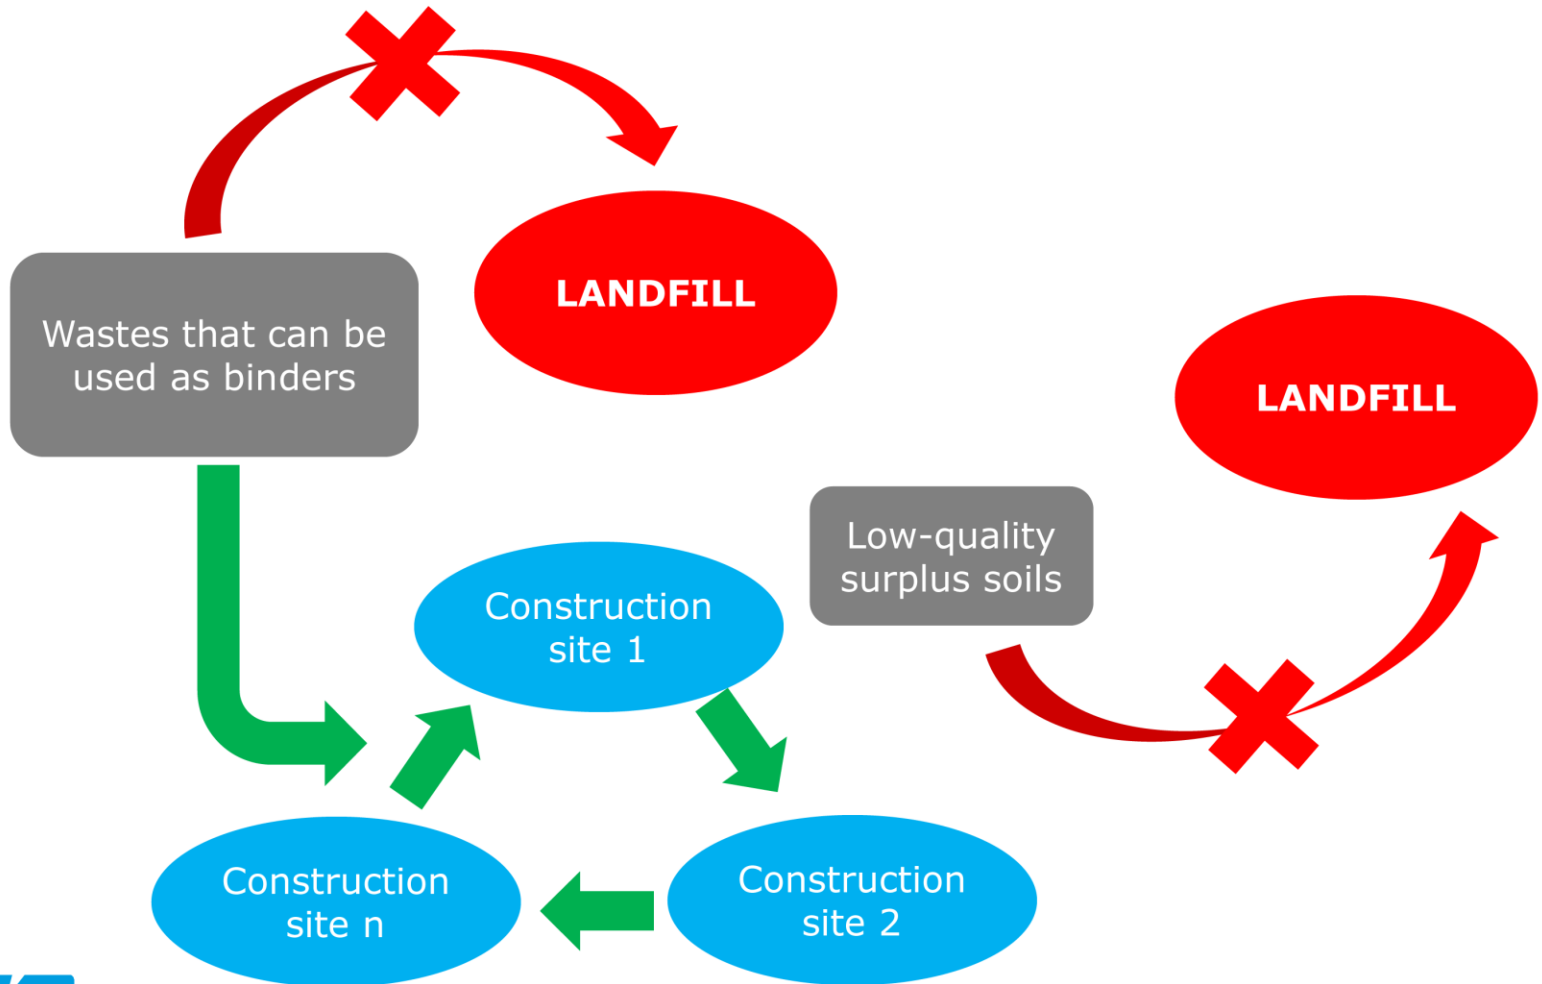 LANDFILL
Wastes that can be
used as binders
LANDFILL
Low-quality
surplus soils
Construction
site 1
Construction
site n
Construction
site 2